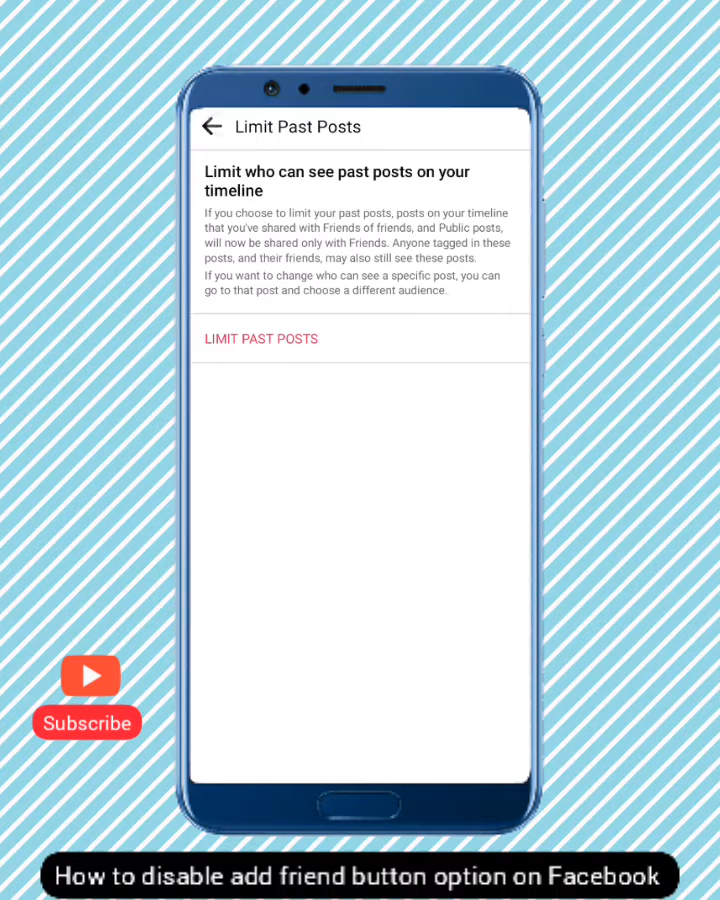 Limit Past Posts
Limit who can see past posts on your
timeline
If you choose to limit your past posts, posts on your timeline
that you've shared with Friends of friends, and Public posts,
will now be shared only with Friends. Anyone tagged in these
posts, and their friends, may also still see these posts.
If you want to change who can see a specific post, you can
go to that post and choose a different audience.
LIMIT PAST POSTS
Subscribe
How to disable add friend button option on Facebook